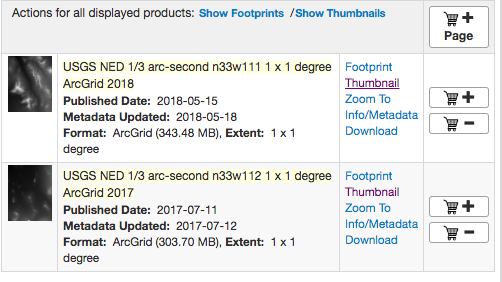 Actions for all displayed products: Show Footprints / Show Thumbnails
+
Page
USGS NED 1/3 arc-second n33w111 1 x 1 degree
ArcGrid 2018
Published Date: 2018-05-15
Metadata Updated: 2018-05-18
Format: ArcGrid (343.48 MB), Extent: 1 x 1
degree
Footprint
Thumbnail
Zoom To
Info/Metadata
Download
+
−
USGS NED 1/3 arc-second n33w112 1 x 1 degree
ArcGrid 2017
Published Date: 2017-07-11
Metadata Updated: 2017-07-12
Format: ArcGrid (303.70 MB), Extent: 1 x 1
degree
Footprint
Thumbnail
Zoom To
Info/Metadata
Download
+
−